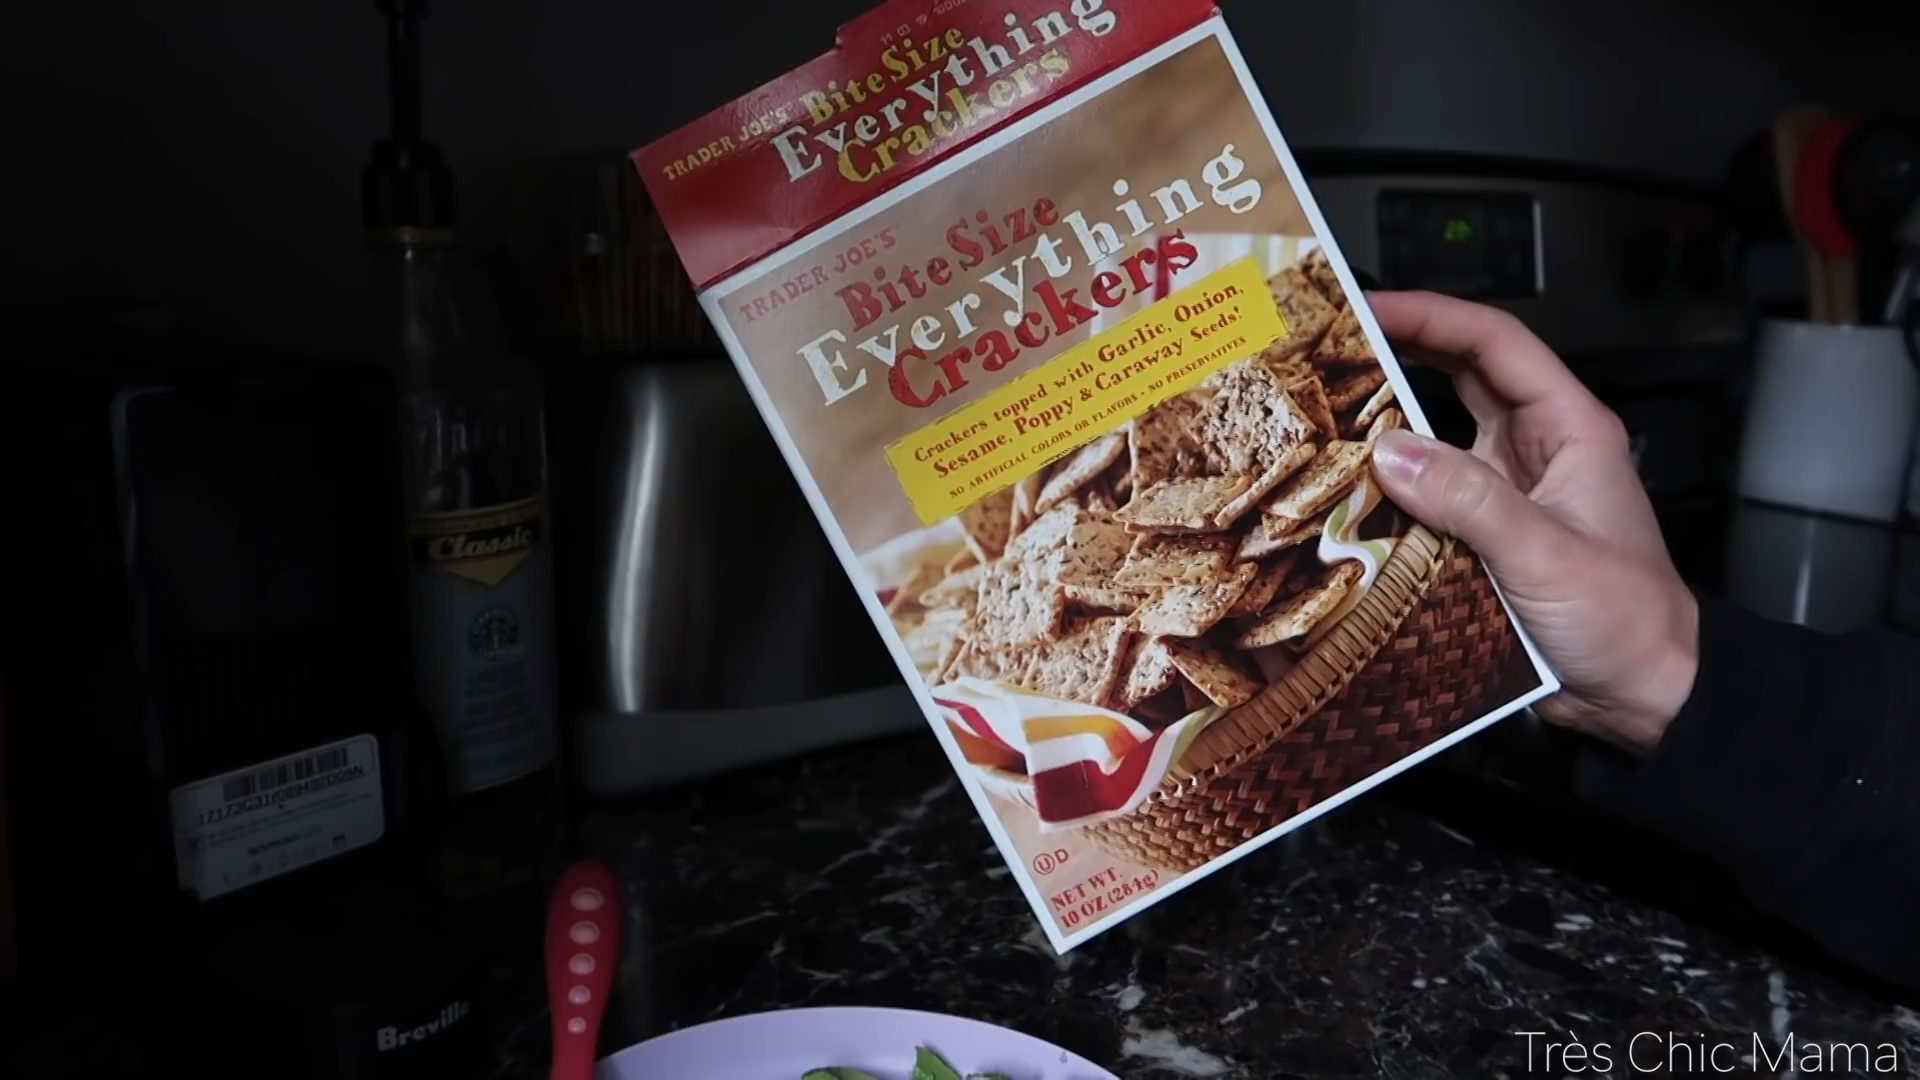 TRADER JOE'S
Bite Size
Everything
Crackers
TRADER JOE'S
Bite Size
Everything
Crackers
Crackers topped with Garlic, Onion,
Sesame, Poppy & Caraway Seeds!
NO ARTIFICIAL COLORS OR FLAVORS • NO PRESERVATIVES
UD
NET WT.
10 OZ (284g)
Classic
Breville
Très Chic Mama